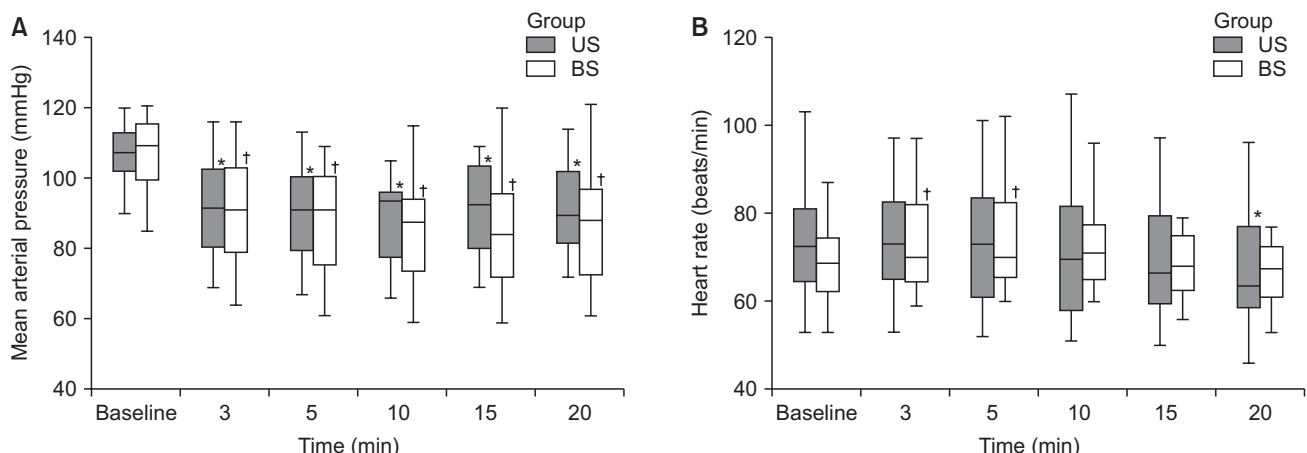 A
Mean arterial pressure (mmHg)
140
120
100
80
60
40
Group
US
BS
* † * † * † * † * †
Baseline 3 5 10 15 20
Time (min)
B
Heart rate (beats/min)
120
100
80
60
40
Group
US
BS
† † *
Baseline 3 5 10 15 20
Time (min)